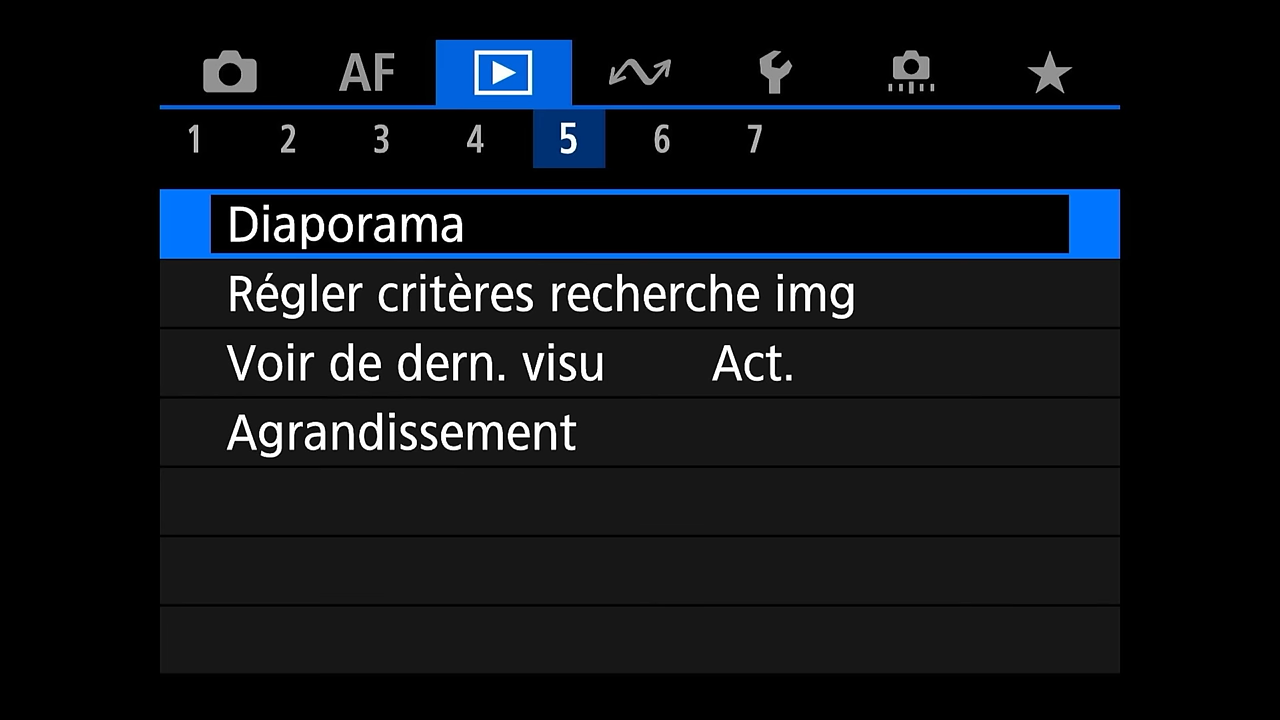 AF
1 2 3 4 5 6 7
Diaporama
Régler critères recherche img
Voir de dern. visu Act.
Agrandissement